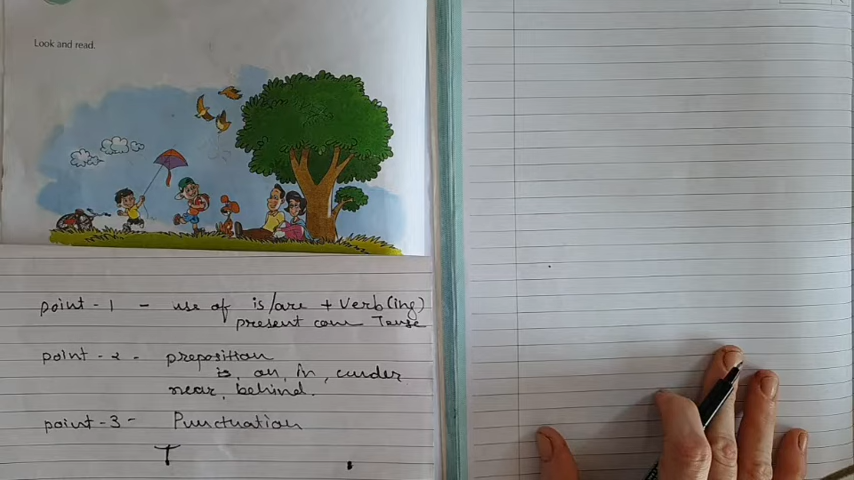 Look and read.
point-1 - use of is/are + Verb(ing)
present con Tense
point-2- preposition
is, on, in, under
near, behind.
point-3- Punctuation
T .